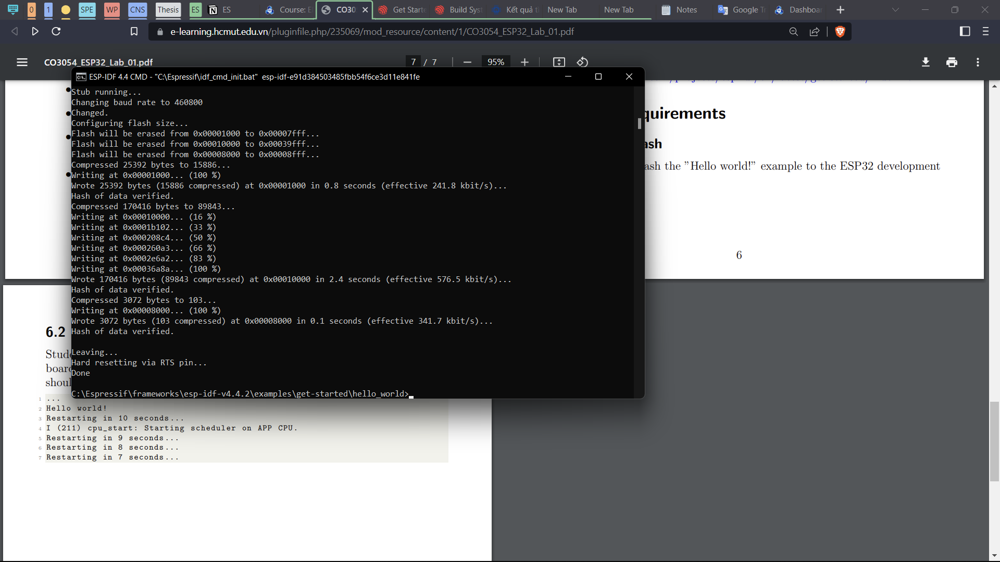 0
1
SPE
WP
CNS
Thesis
ES
ES
Course: E
CO30
Get Starte
Build Syst
Kết quả tì
New Tab
New Tab
Notes
Google Tr
Dashboar
e-learning.hcmut.edu.vn/pluginfile.php/235069/mod_resource/content/1/CO3054_ESP32_Lab_01.pdf
CO3054_ESP32_Lab_01.pdf
7 / 7
95%
ESP-IDF 4.4 CMD - "C:\Espressif\idf_cmd_init.bat" esp-idf-e91d384503485fbb54f6ce3d11e841fe
Stub running...
Changing baud rate to 460800
Changed.
Configuring flash size...
Flash will be erased from 0x00001000 to 0x00007fff...
Flash will be erased from 0x00010000 to 0x00039fff...
Flash will be erased from 0x00008000 to 0x00008fff...
Compressed 25392 bytes to 15886...
Writing at 0x00001000... (100 %)
Wrote 25392 bytes (15886 compressed) at 0x00001000 in 0.8 seconds (effective 241.8 kbit/s)...
Hash of data verified.
Compressed 170416 bytes to 89843...
Writing at 0x00010000... (16 %)
Writing at 0x0001b102... (33 %)
Writing at 0x000208c4... (50 %)
Writing at 0x000260a3... (66 %)
Writing at 0x0002e6a2... (83 %)
Writing at 0x00036a8a... (100 %)
Wrote 170416 bytes (89843 compressed) at 0x00010000 in 2.4 seconds (effective 576.5 kbit/s)...
Hash of data verified.
Compressed 3072 bytes to 103...
Writing at 0x00008000... (100 %)
Wrote 3072 bytes (103 compressed) at 0x00008000 in 0.1 seconds (effective 341.7 kbit/s)...
Hash of data verified.
Leaving...
Hard resetting via RTS pin...
Done
C:\Espressif\frameworks\esp-idf-v4.4.2\examples\get-started\hello_world>
quirements
ash
ash the ”Hello world!” example to the ESP32 development
6
6.2
Stud
board
shoul
1 ...
2 Hello world!
3 Restarting in 10 seconds...
4 I (211) cpu_start: Starting scheduler on APP CPU.
5 Restarting in 9 seconds...
6 Restarting in 8 seconds...
7 Restarting in 7 seconds...